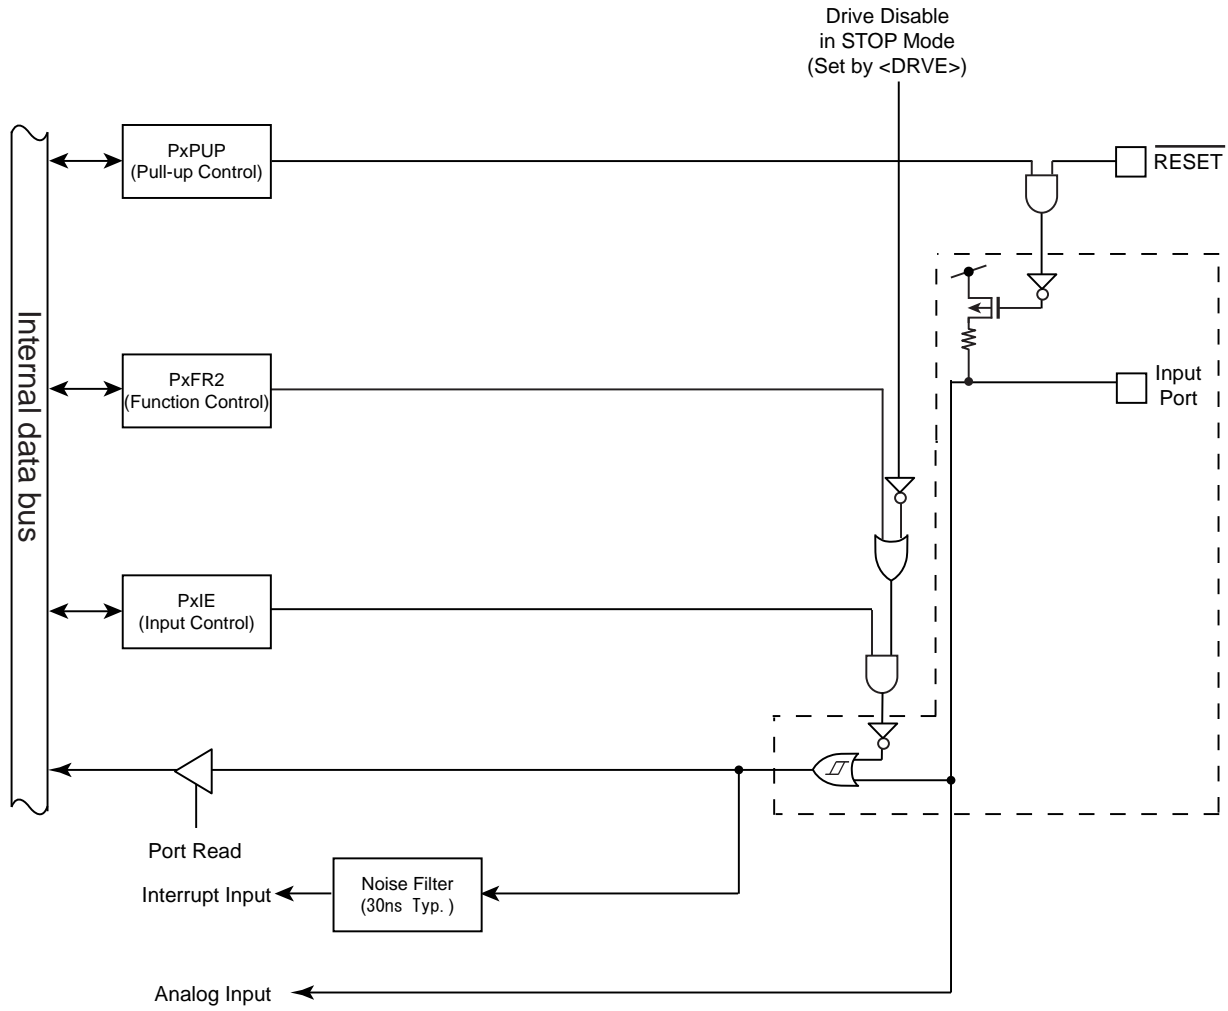 Drive Disable
in STOP Mode
(Set by <DRVE>)
PxPUP
(Pull-up Control)
RESET
Internal data bus
PxFR2
(Function Control)
Input
Port
PxIE
(Input Control)
Port Read
Interrupt Input
Noise Filter
(30ns Typ.)
Analog Input